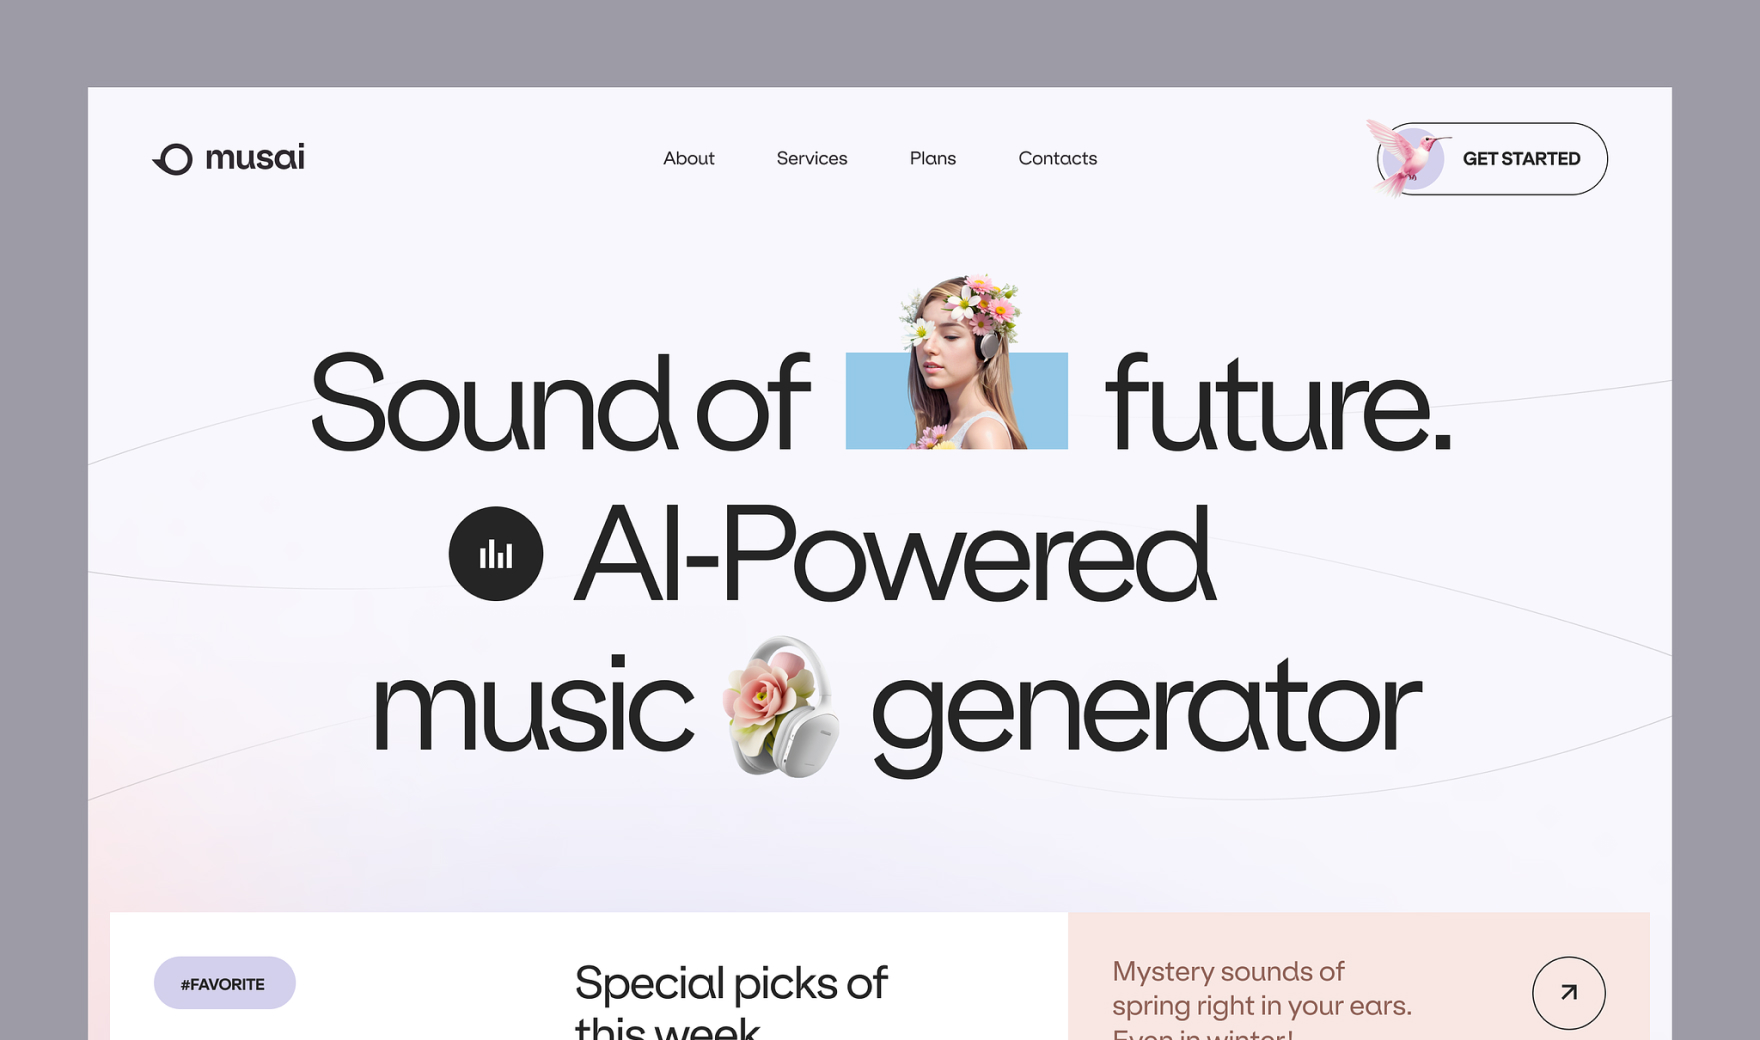 musai
About Services Plans Contacts
GET STARTED
Sound of future.
AI-Powered
music generator
#FAVORITE
Special picks of
this week
Mystery sounds of
spring right in your ears.
Even in winter!